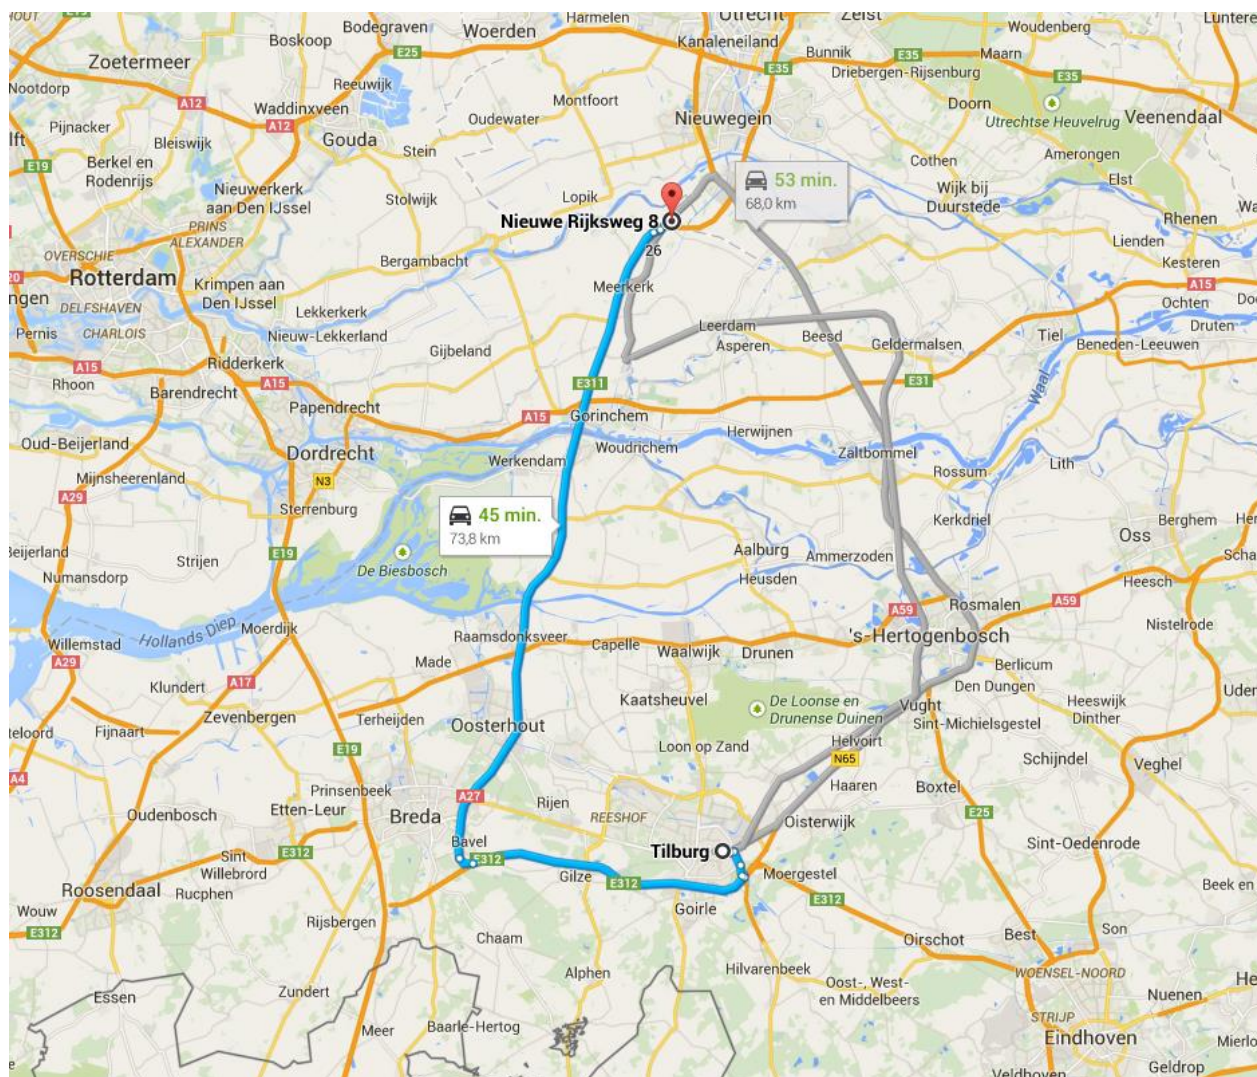 HOUT
Bodegraven
Harmelen
UTRECHT
Zeist
Lunteren
Boskoop
E25
Woerden
Kanaleneiland
Woudenberg
Zoetermeer
Bunnik
E35
Maarn
Reeuwijk
E35
Driebergen-Rijsenburg
E35
Nootdorp
A12
Waddinxveen
Montfoort
Doorn
Veenendaal
Pijnacker
Bleiswijk
A12
Gouda
Oudewater
Nieuwegein
Utrechtse Heuvelrug
lft
E19
Berkel en
Rodenrijs
Stein
Cothen
Amerongen
Elst
Nieuwerkerk
aan Den IJssel
Stolwijk
Lopik
53 min.
68,0 km
Wijk bij
Duurstede
Rhenen
PRINS
ALEXANDER
Nieuwe Rijksweg 8
26
Lienden
OVERSCHIE
Bergambacht
Kesteren
Rotterdam
Krimpen aan
Den IJssel
Meerkerk
A15
ngen
DELFSHAVEN
Lekkerkerk
Ochten
Pernis
CHARLOIS
Nieuw-Lekkerland
Leerdam
Asperen
Beesd
Tiel
Druten
Geldermalsen
Beneden-Leeuwen
A15
Ridderkerk
Gijbeland
Rhoon
Barendrecht
A15
E311
E31
Waal
Papendrecht
A15
Gorinchem
Oud-Beijerland
Dordrecht
Woudrichem
Herwijnen
Zaltbommel
Werkendam
Rossum
Lith
Mijnsheerenland
N3
A29
Sterrenburg
45 min.
73,8 km
Kerkdriel
Berghem
Oss
Beijerland
Strijen
E19
De Biesbosch
Aalburg
Ammerzoden
Heusden
Heesch
Numansdorp
A59
Rosmalen
A59
Hollands Diep
Moerdijk
Raamsdonksveer
Capelle
Waalwijk
Drunen
's-Hertogenbosch
Nistelrode
Willemstad
A29
Made
Berlicum
Klundert
A17
Kaatsheuvel
De Loonse en
Drunense Duinen
Den Dungen
Heeswijk
Dinther
Uden
Zevenbergen
Terheijden
Oosterhout
Vught
Sint-Michielsgestel
Fijnaart
E19
Loon op Zand
Helvoirt
N65
Schijndel
Veghel
A4
Prinsenbeek
A27
Rijen
Haaren
Boxtel
Oudenbosch
Etten-Leur
Breda
REESHOF
Oisterwijk
E25
Sint-Oedenrode
E312
Bavel
Tilburg
Sint
Willebrord
E312
Gilze
E312
Moergestel
Roosendaal
Rucphen
Beek en
Wouw
Rijsbergen
Goirle
E312
E312
Chaam
Oirschot
Best
Son
Alphen
Hilvarenbeek
WOENSEL-NOORD
Essen
Zundert
Oost-, West-
en Middelbeers
Nuenen
STRIJP
Meer
Baarle-Hertog
Eindhoven
Mierlo
Geldrop
Veldhoven